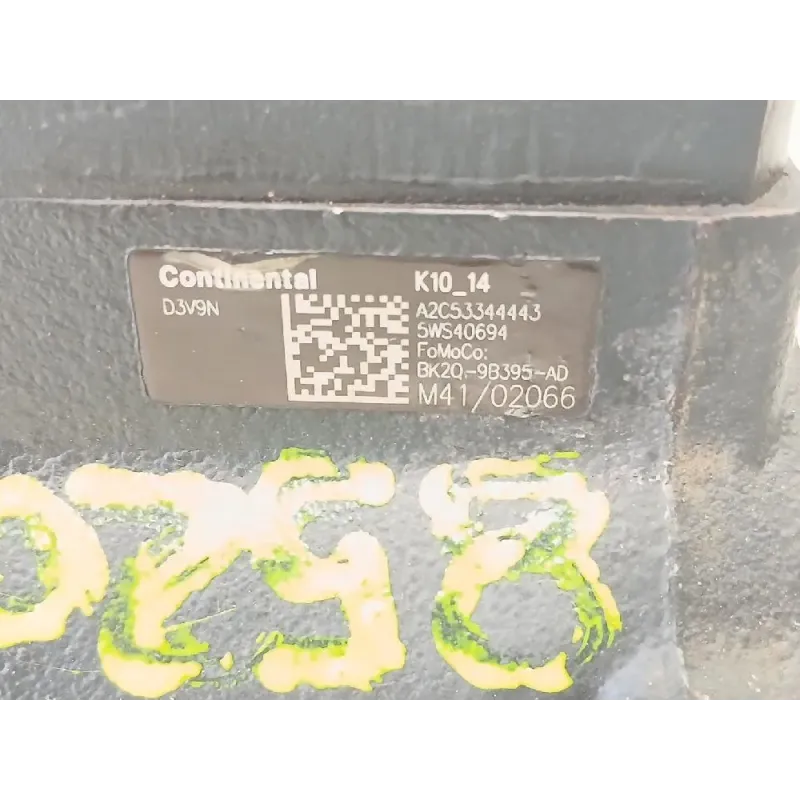 Continental
K10_14
D3V9N
A2C53344443
5WS40694
FoMoCo:
BK2Q-9B395-AD
M41/02066
0258